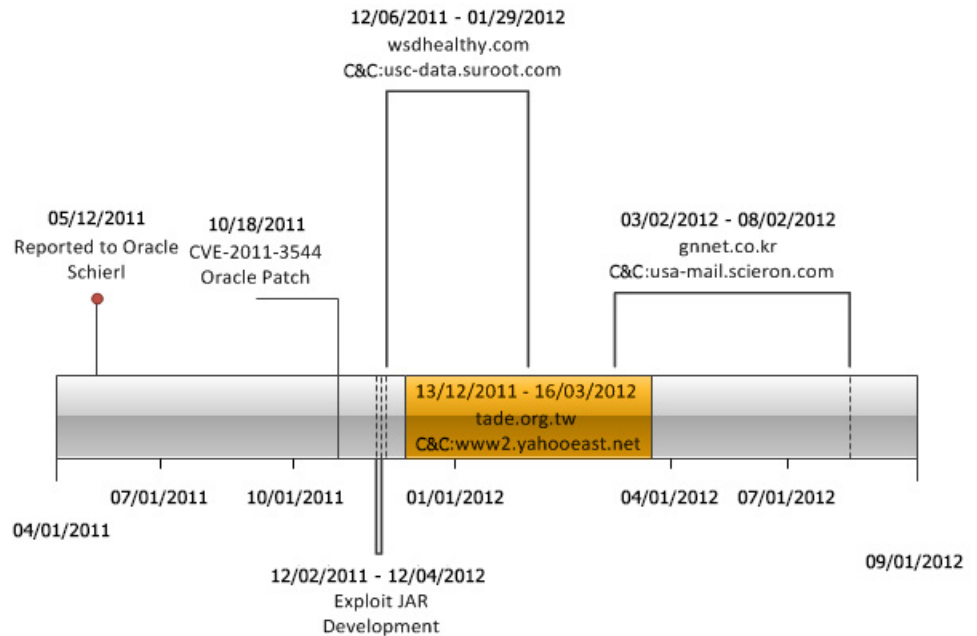 12/06/2011 - 01/29/2012
wsdhealthy.com
C&C:usc-data.suroot.com
05/12/2011
Reported to Oracle
Schierl
10/18/2011
CVE-2011-3544
Oracle Patch
03/02/2012 - 08/02/2012
gnnet.co.kr
C&C:usa-mail.scieron.com
13/12/2011 - 16/03/2012
tade.org.tw
C&C:www2.yahooeast.net
04/01/2011
07/01/2011
10/01/2011
01/01/2012
04/01/2012
07/01/2012
09/01/2012
12/02/2011 - 12/04/2012
Exploit JAR
Development